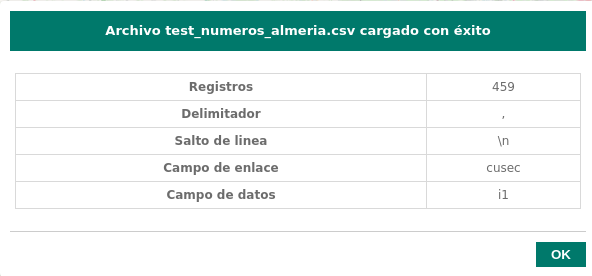 Archivo test_numeros_almeria.csv cargado con éxito
Registros 459
Delimitador ,
Salto de linea \n
Campo de enlace cusec
Campo de datos i1
OK